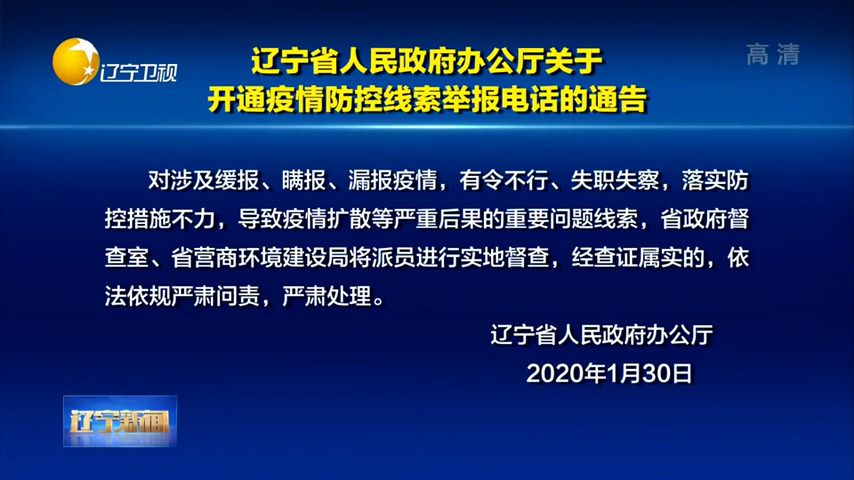 辽宁卫视
高清
辽宁省人民政府办公厅关于
开通疫情防控线索举报电话的通告
对涉及缓报、瞒报、漏报疫情，有令不行、失职失察，落实防
控措施不力，导致疫情扩散等严重后果的重要问题线索，省政府督
查室、省营商环境建设局将派员进行实地督查，经查证属实的，依
法依规严肃问责，严肃处理。
辽宁省人民政府办公厅
2020年1月30日
辽宁新闻